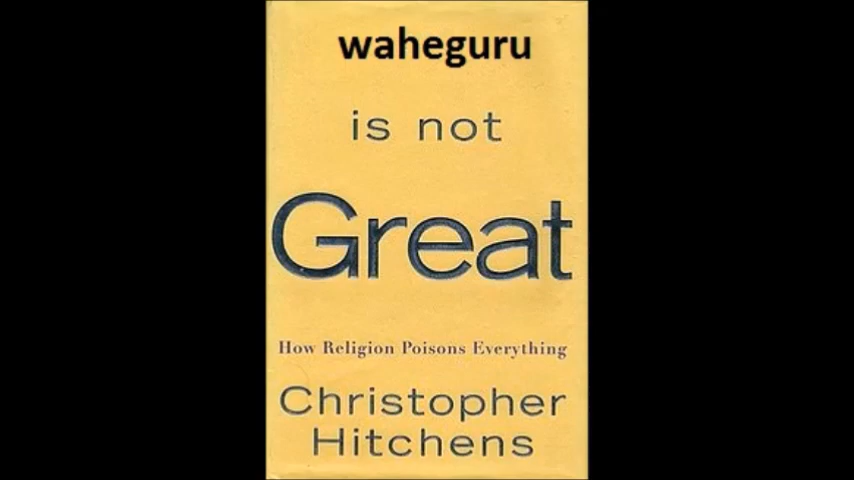 waheguru
is not
Great
How Religion Poisons Everything
Christopher
Hitchens